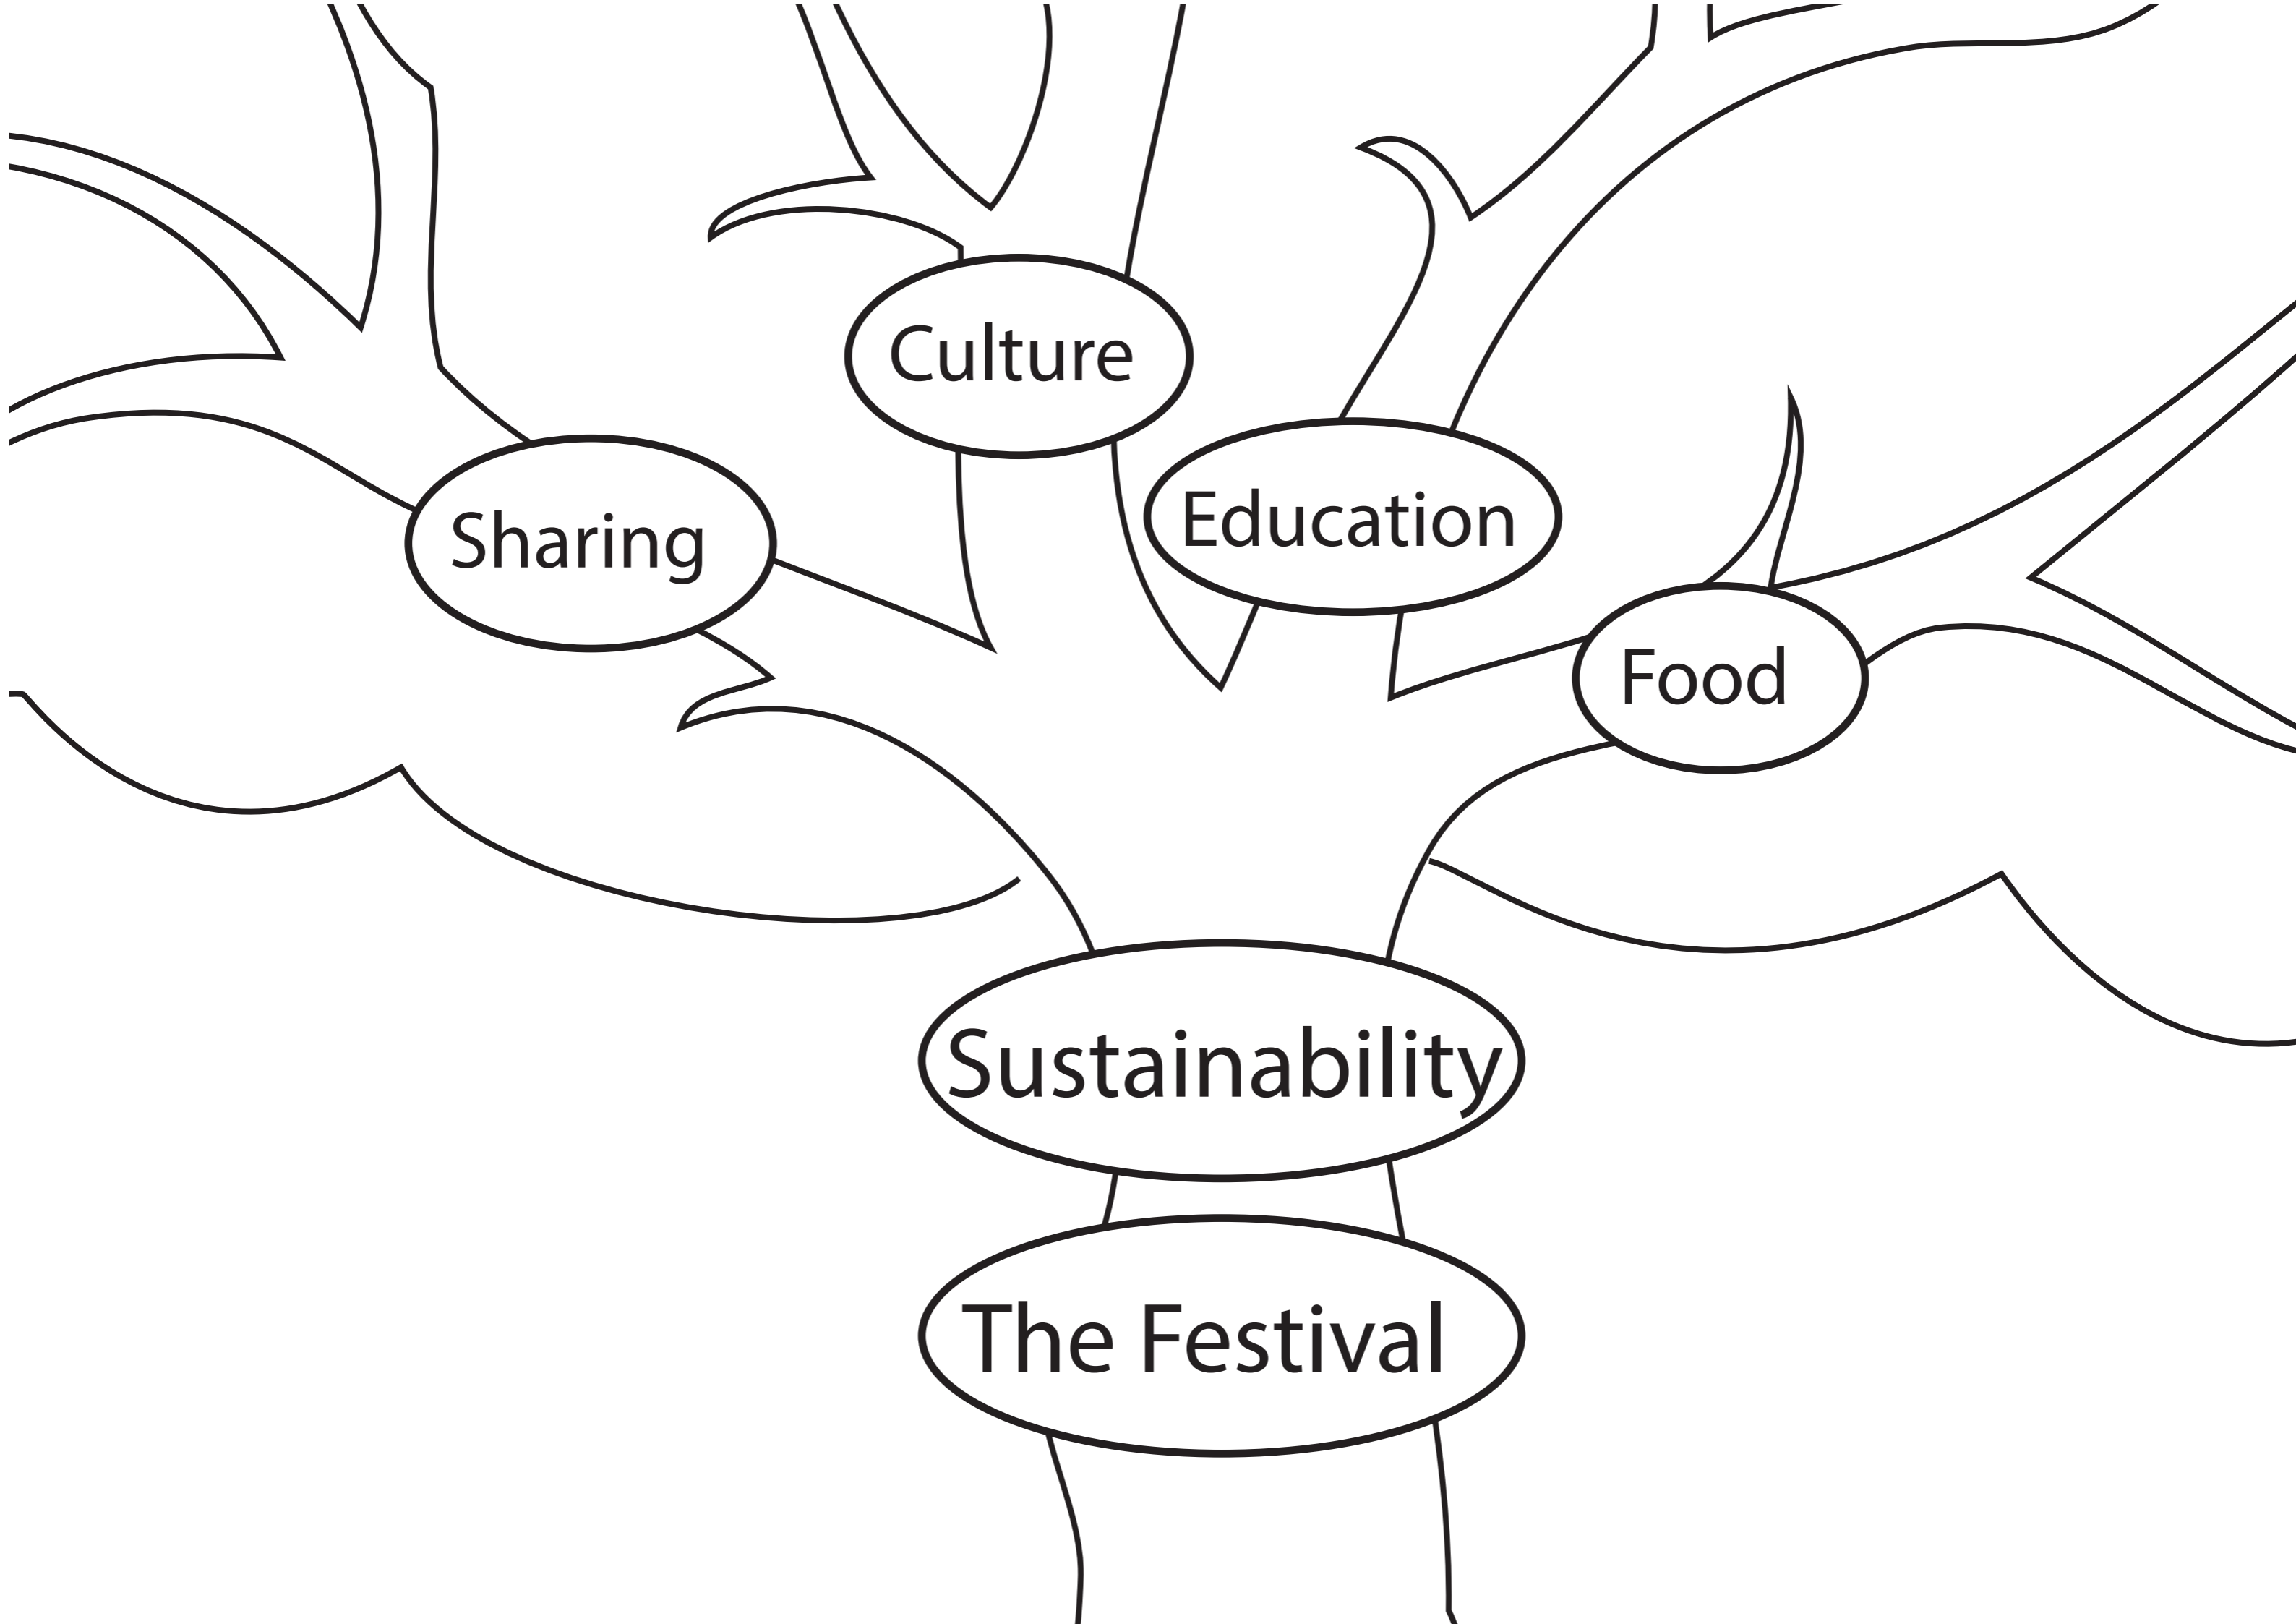 Culture
Sharing
Education
Food
Sustainability
The Festival